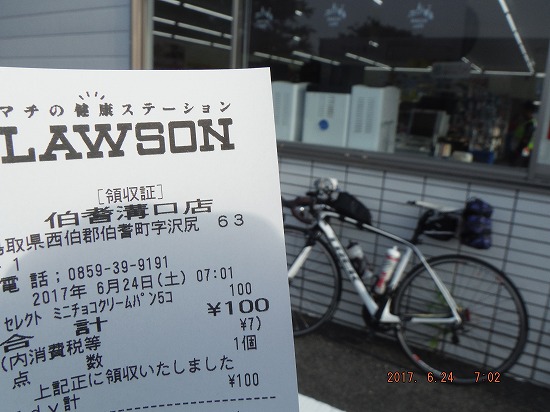 マチの健康ステーション
LAWSON
[領収証]
伯耆溝口店
鳥取県西伯郡伯耆町字沢尻 63
1
電話:0859-39-9191
2017年 6月24日(土) 07:01
セレクト ミニチョコクリームパン5コ 100
合 計 ¥100
(内消費税等 ¥7)
点 数 1個
上記正に領収いたしました
計 ¥100
2017. 6.24 7:02